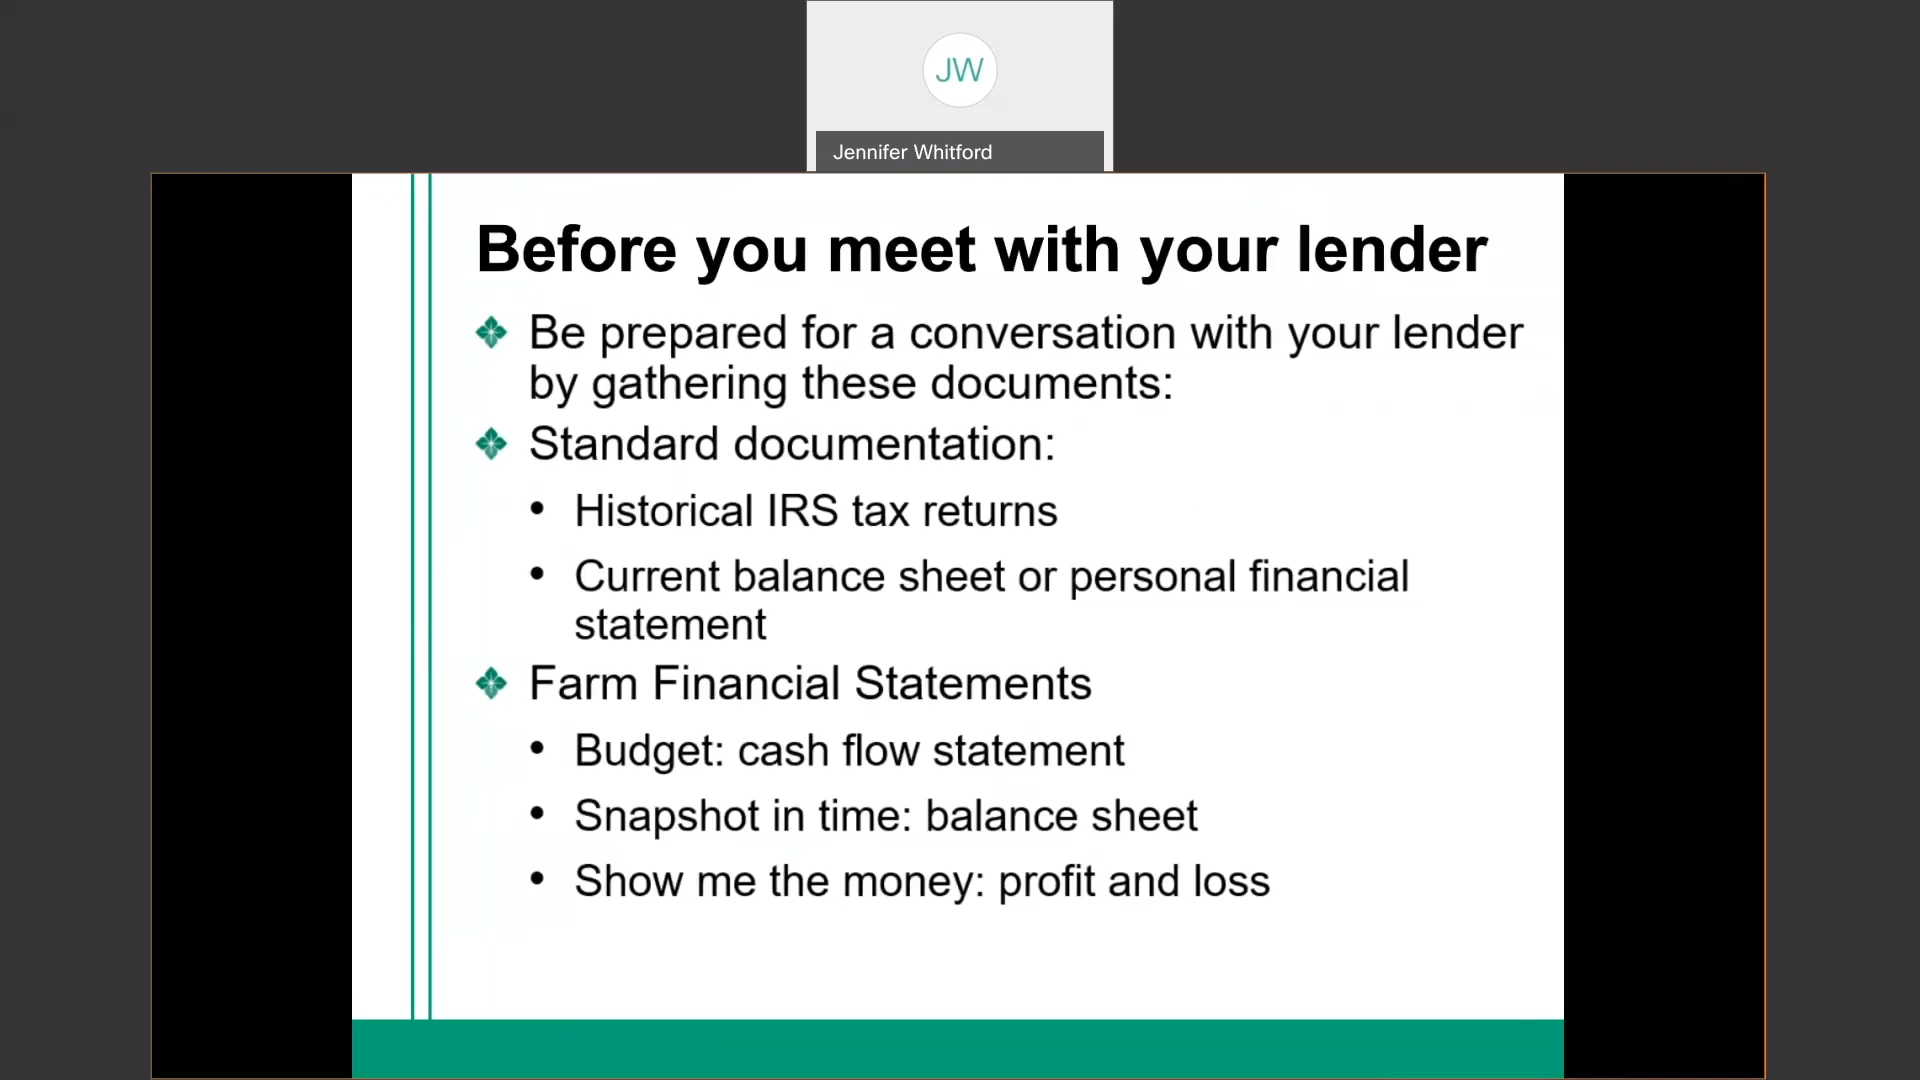 JW
Jennifer Whitford
Before you meet with your lender
Be prepared for a conversation with your lender
by gathering these documents:
Standard documentation:
• Historical IRS tax returns
• Current balance sheet or personal financial
statement
Farm Financial Statements
• Budget: cash flow statement
• Snapshot in time: balance sheet
• Show me the money: profit and loss